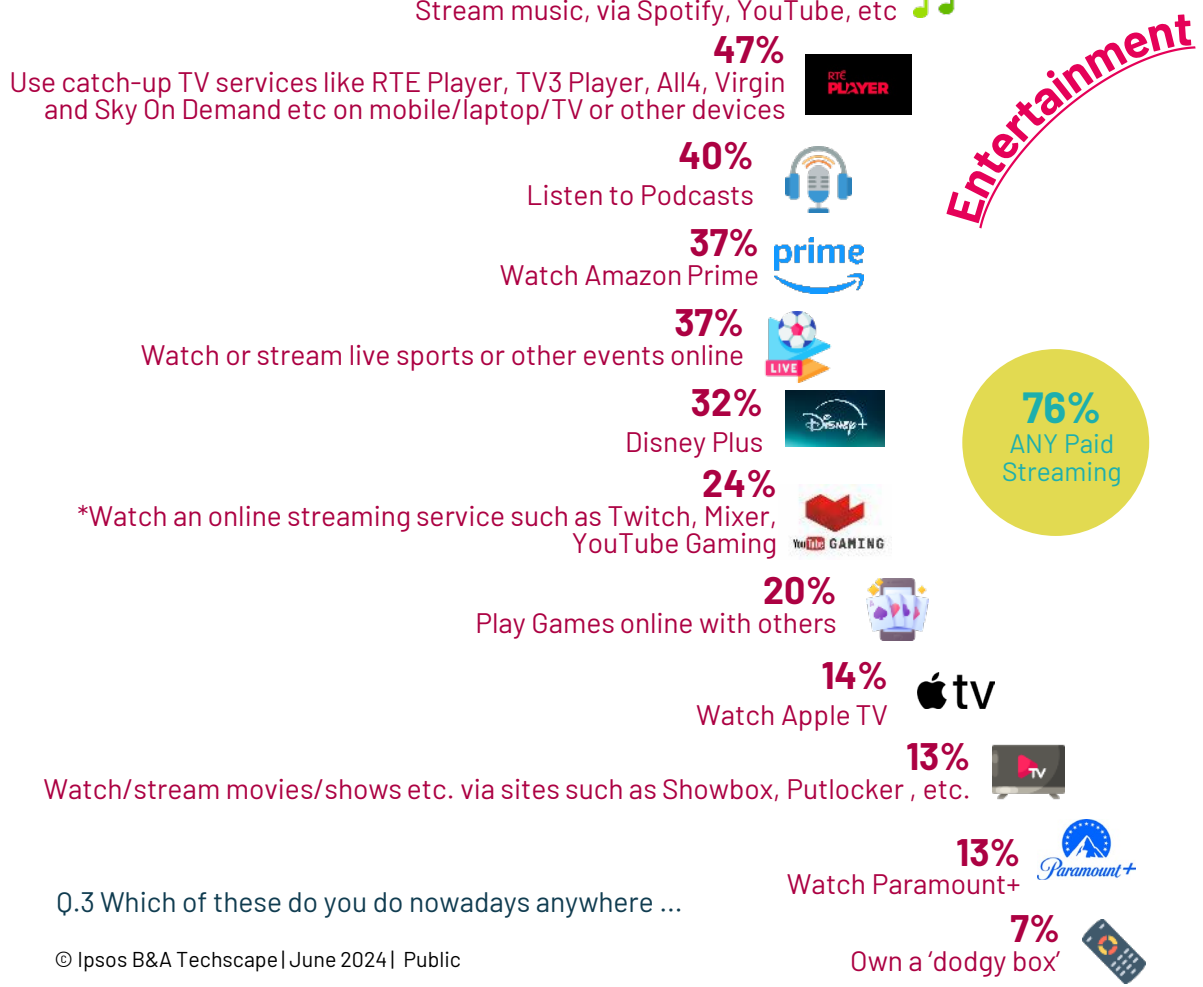 Stream music, via Spotify, YouTube, etc
47%
Use catch-up TV services like RTE Player, TV3 Player, All4, Virgin
and Sky On Demand etc on mobile/laptop/TV or other devices
RTÉ
PLAYER
Entertainment
40%
Listen to Podcasts
37%
Watch Amazon Prime
prime
37%
Watch or stream live sports or other events online
LIVE
32%
Disney Plus
Disney+
76%
ANY Paid
Streaming
24%
*Watch an online streaming service such as Twitch, Mixer,
YouTube Gaming
YouTube GAMING
20%
Play Games online with others
14%
Watch Apple TV
tv
13%
Watch/stream movies/shows etc. via sites such as Showbox, Putlocker , etc.
TV
13%
Watch Paramount+
Paramount+
Q.3 Which of these do you do nowadays anywhere ...
7%
Own a ‘dodgy box’
© Ipsos B&A Techscape | June 2024 | Public